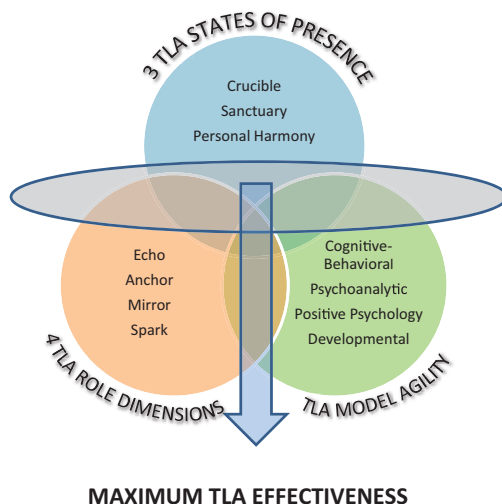 3 TLA STATES OF PRESENCE
Crucible
Sanctuary
Personal Harmony
Echo
Anchor
Mirror
Spark
4 TLA ROLE DIMENSIONS
Cognitive-
Behavioral
Psychoanalytic
Positive Psychology
Developmental
TLA MODEL AGILITY
MAXIMUM TLA EFFECTIVENESS